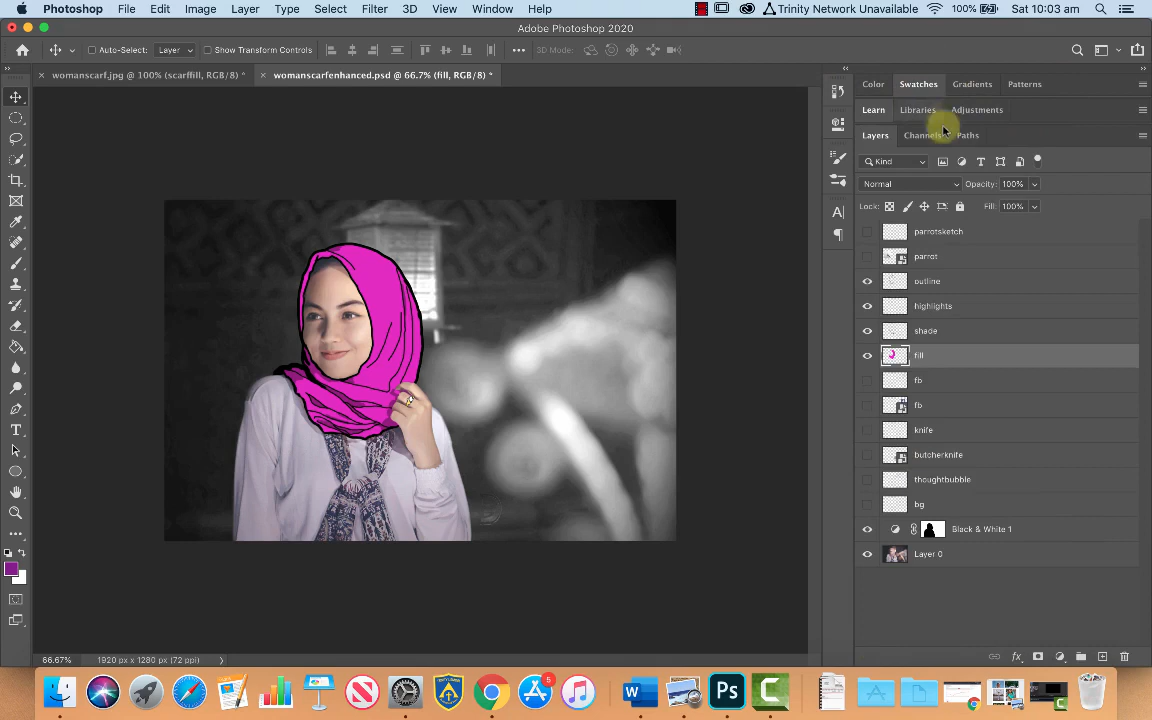 Photoshop File Edit Image Layer Type Select Filter 3D View Window Help Trinity Network Unavailable 100% Sat 10:03 am
Adobe Photoshop 2020
Auto-Select: Layer Show Transform Controls 3D Mode:
womanscarf.jpg @ 100% (scarffill, RGB/8) *
womanscarfenhanced.psd @ 66.7% (fill, RGB/8) *
Color Swatches Gradients Patterns
Learn Libraries Adjustments
Layers Channels Paths
Kind
Normal Opacity: 100%
Lock: Fill: 100%
parrotsketch
parrot
outline
highlights
shade
fill
fb
fb
knife
butcherknife
thoughtbubble
bg
Black & White 1
Layer 0
fx
66.67% 1920 px x 1280 px (72 ppi)
5
W
Ps
C